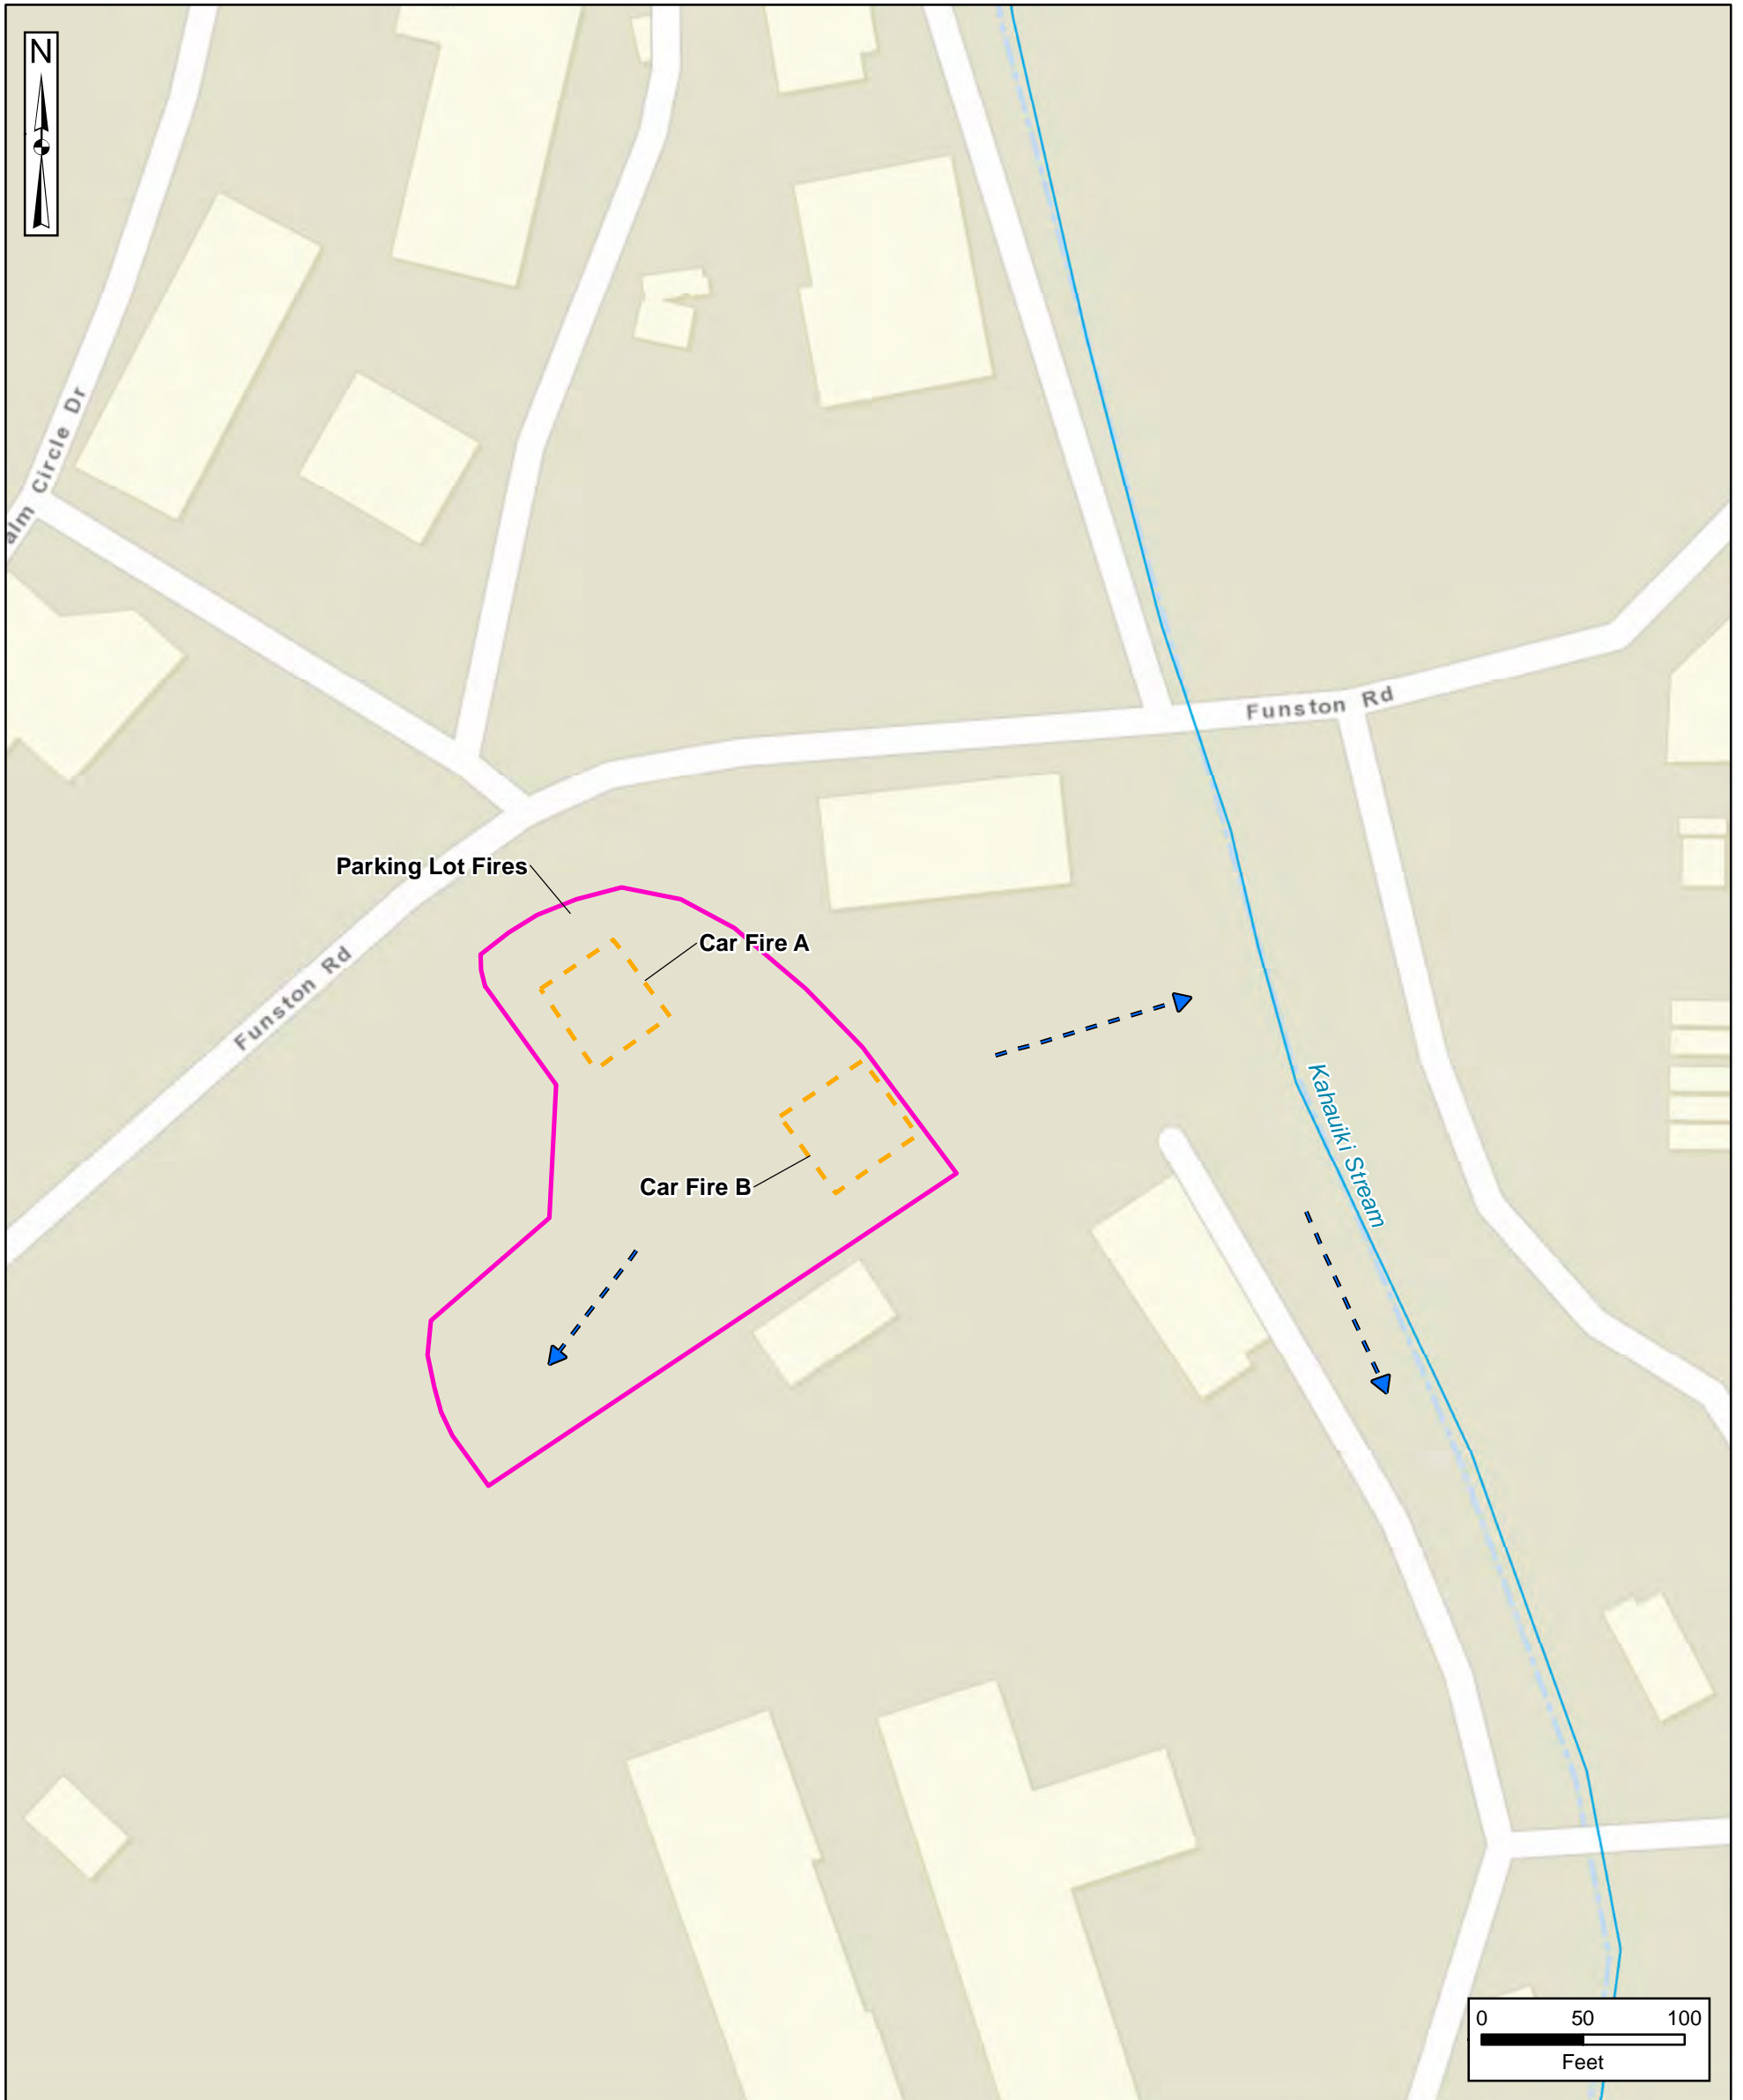 N
alm Circle Dr
Funston Rd
Parking Lot Fires
Car Fire A
Funston Rd
Kahauiki Stream
Car Fire B
0 50 100
Feet